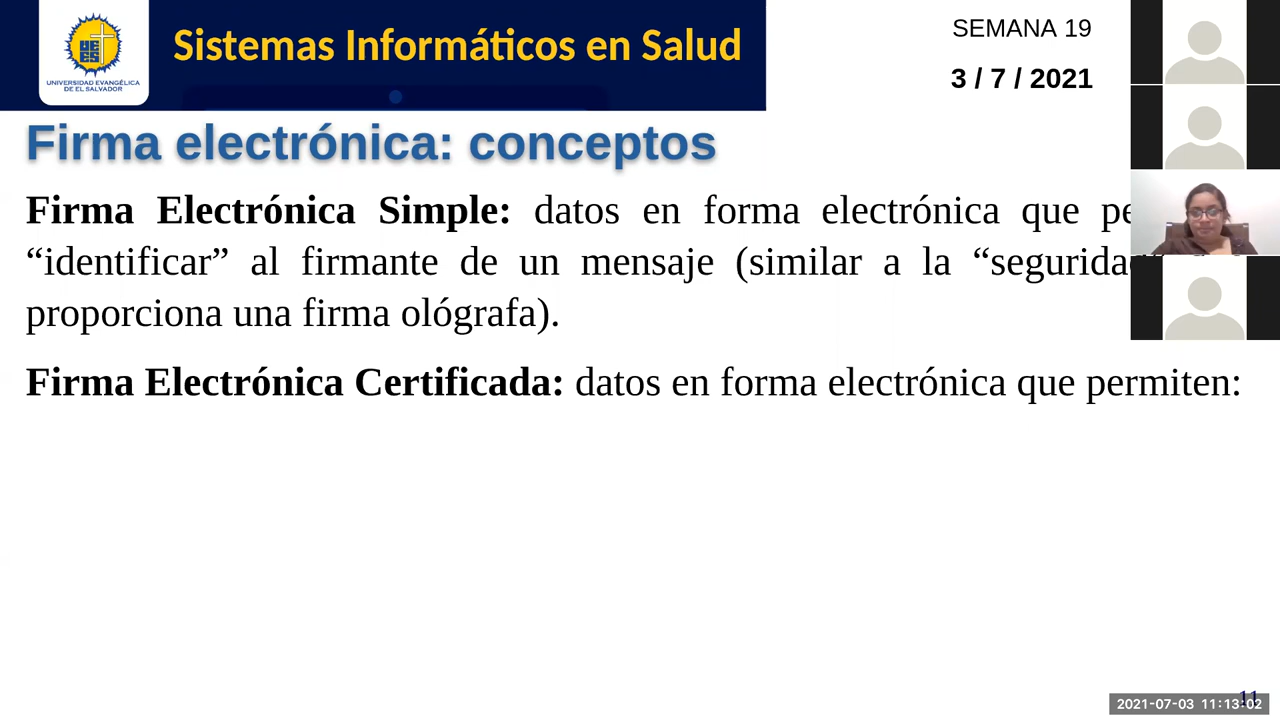 UNIVERSIDAD EVANGÉLICA
DE EL SALVADOR
Sistemas Informáticos en Salud
SEMANA 19
3 / 7 / 2021
Firma electrónica: conceptos
Firma Electrónica Simple: datos en forma electrónica que
“identificar” al firmante de un mensaje (similar a la
proporciona una firma ológrafa).
Firma Electrónica Certificada: datos en forma electrónica que permiten:
11
2021-07-03 11:13:02